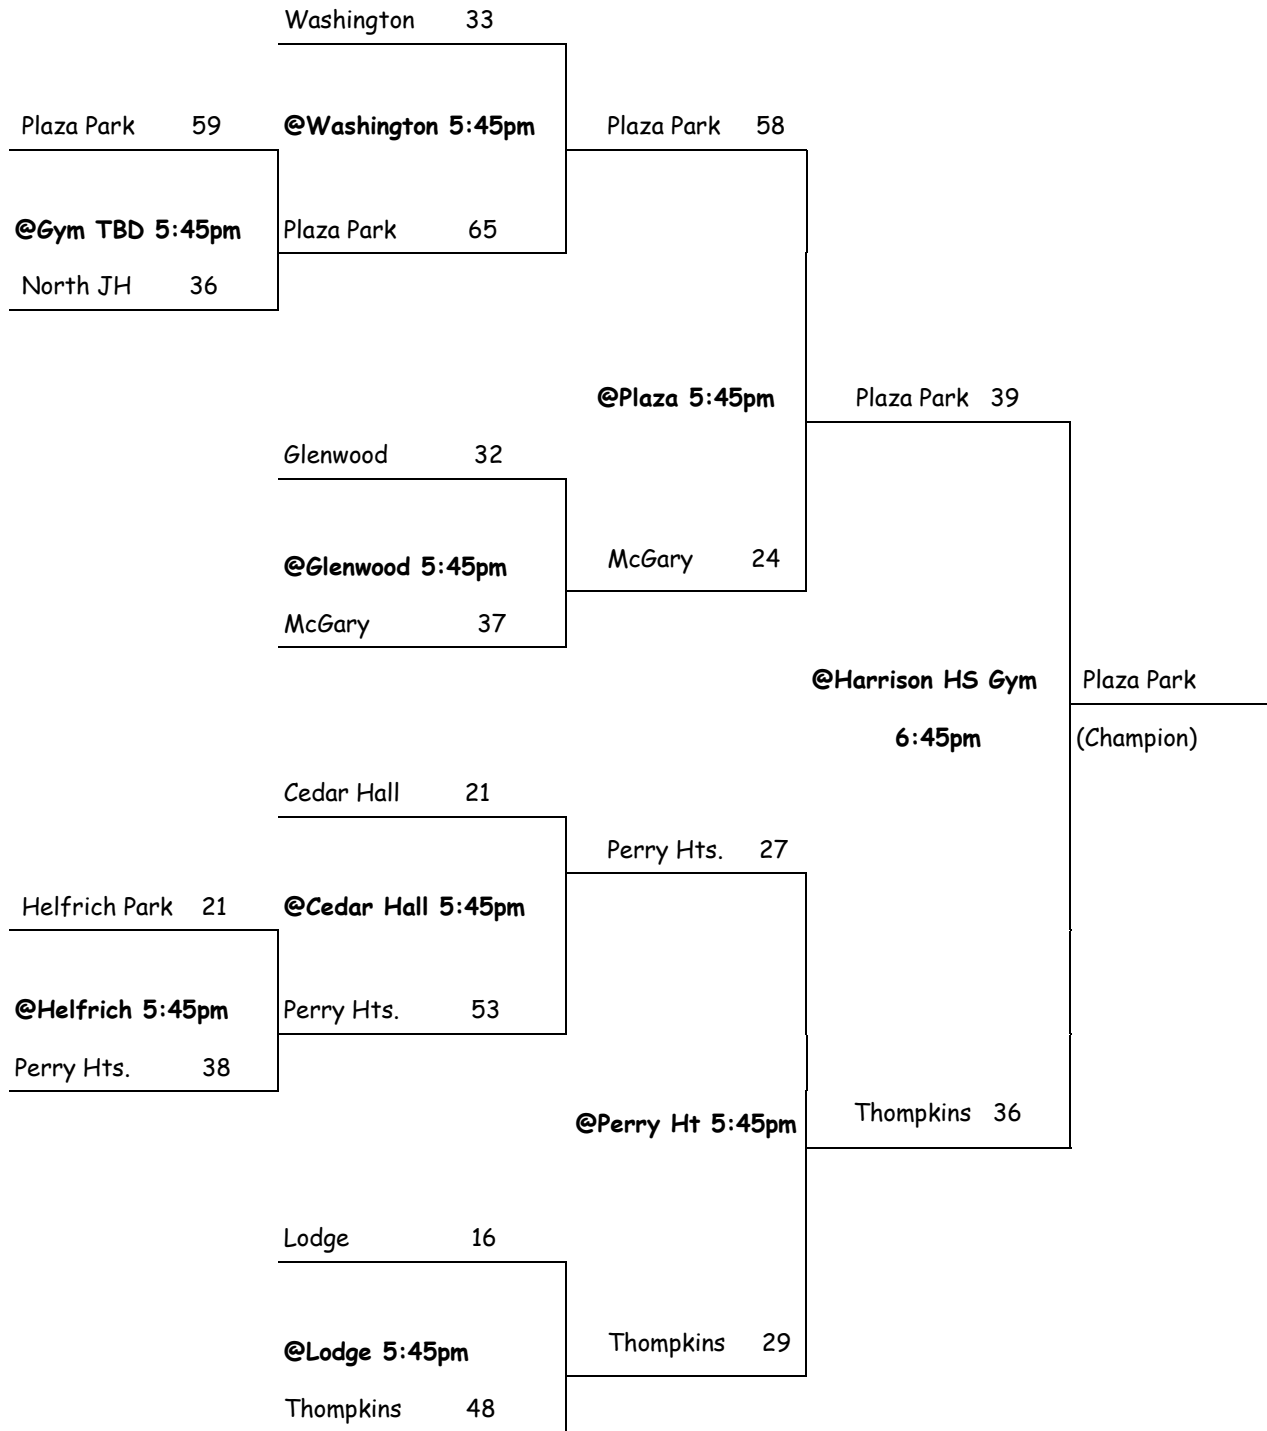 Washington 33
Plaza Park 59
@Washington 5:45pm
Plaza Park 58
@Gym TBD 5:45pm
Plaza Park 65
North JH 36
@Plaza 5:45pm
Plaza Park 39
Glenwood 32
McGary 24
@Glenwood 5:45pm
McGary 37
@Harrison HS Gym
Plaza Park
6:45pm
(Champion)
Cedar Hall 21
Perry Hts. 27
Helfrich Park 21
@Cedar Hall 5:45pm
@Helfrich 5:45pm
Perry Hts. 53
Perry Hts. 38
@Perry Ht 5:45pm
Thompkins 36
Lodge 16
Thompkins 29
@Lodge 5:45pm
Thompkins 48